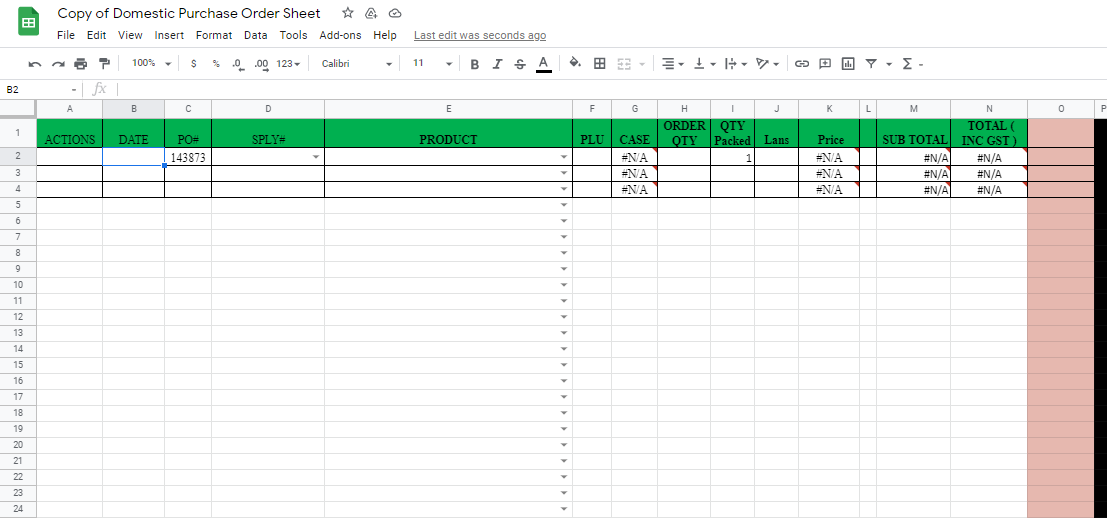 Copy of Domestic Purchase Order Sheet
File Edit View Insert Format Data Tools Add-ons Help Last edit was seconds ago
100% $ % .0 .00 123 Calibri 11 B I S A Σ
B2 fx
A B C D E F G H I J K L M N O P
1 ACTIONS DATE PO# SPLY# PRODUCT PLU CASE ORDER QTY QTY Packed Lans Price SUB TOTAL TOTAL ( INC GST )
2 143873 #N/A 1 #N/A #N/A #N/A
3 #N/A #N/A #N/A #N/A
4 #N/A #N/A #N/A #N/A
5
6
7
8
9
10
11
12
13
14
15
16
17
18
19
20
21
22
23
24